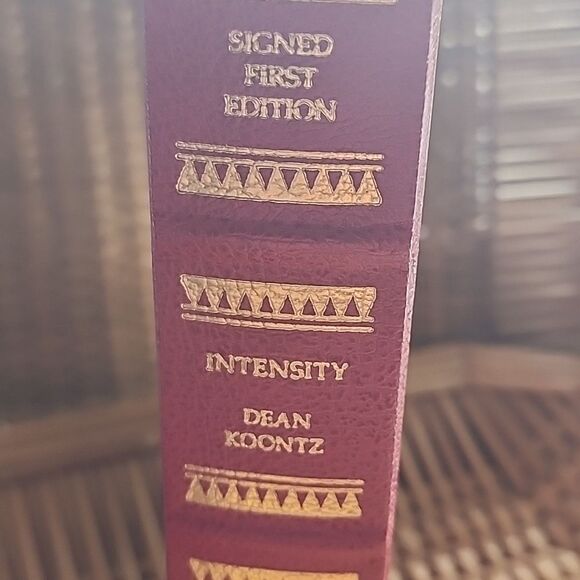 SIGNED
FIRST
EDITION
INTENSITY
DEAN
KOONTZ